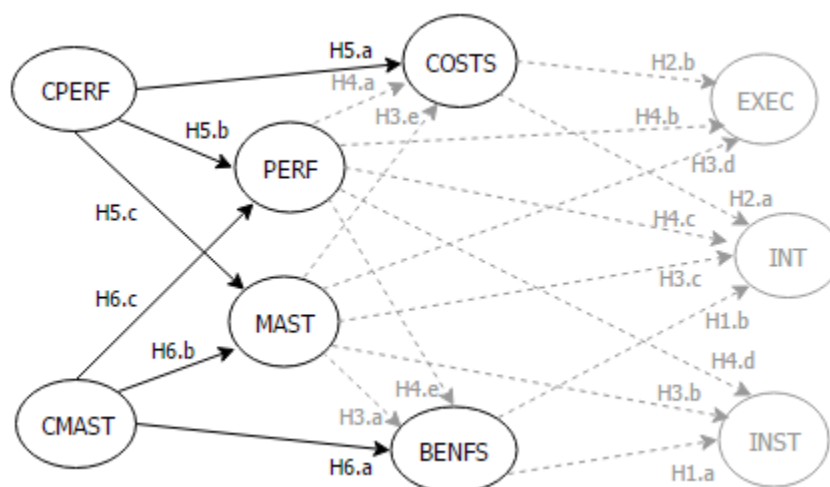 H5.a
COSTS
H2.b
CPERF
H4.a
EXEC
H3.e
H5.b
H4.b
PERF
H3.d
H5.c
H2.a
H4.c
INT
H6.c
H3.c
MAST
H1.b
H6.b
H4.d
H4.e
H3.b
H3.a
CMAST
INST
BENFS
H6.a
H1.a